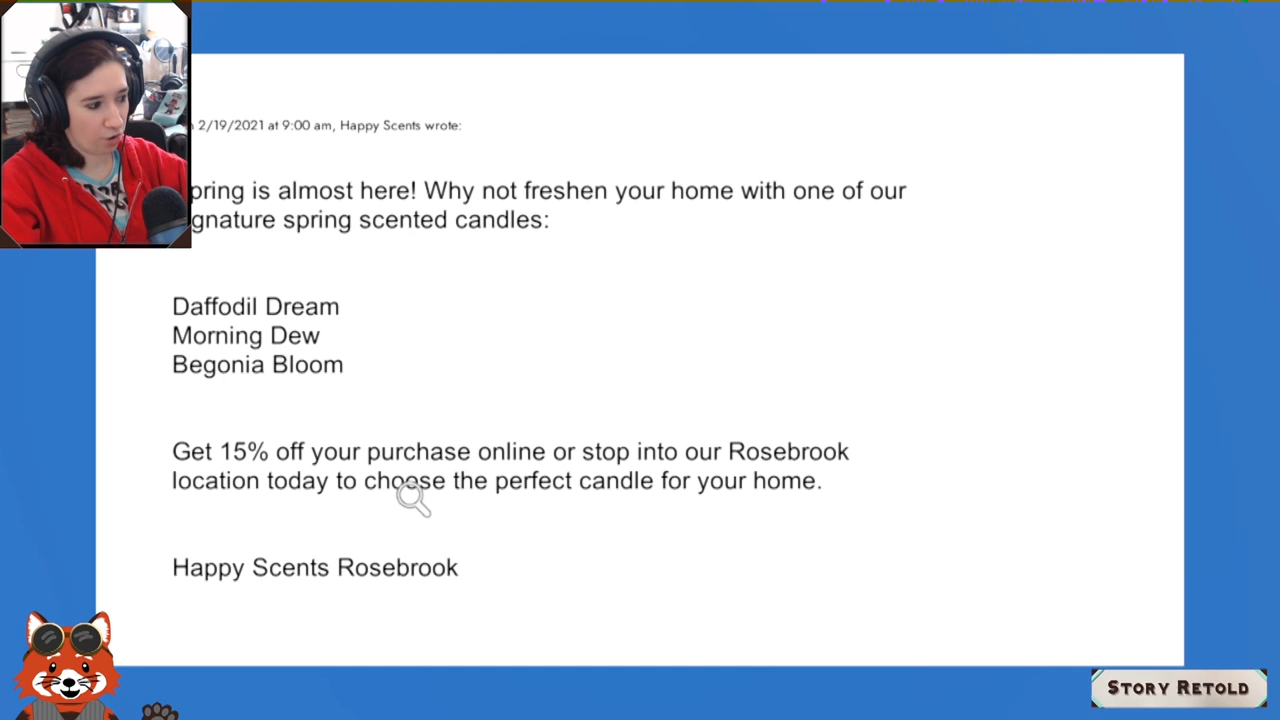 2/19/2021 at 9:00 am, Happy Scents wrote:
pring is almost here! Why not freshen your home with one of our
gnature spring scented candles:
Daffodil Dream
Morning Dew
Begonia Bloom
Get 15% off your purchase online or stop into our Rosebrook
location today to choose the perfect candle for your home.
Happy Scents Rosebrook
STORY RETOLD